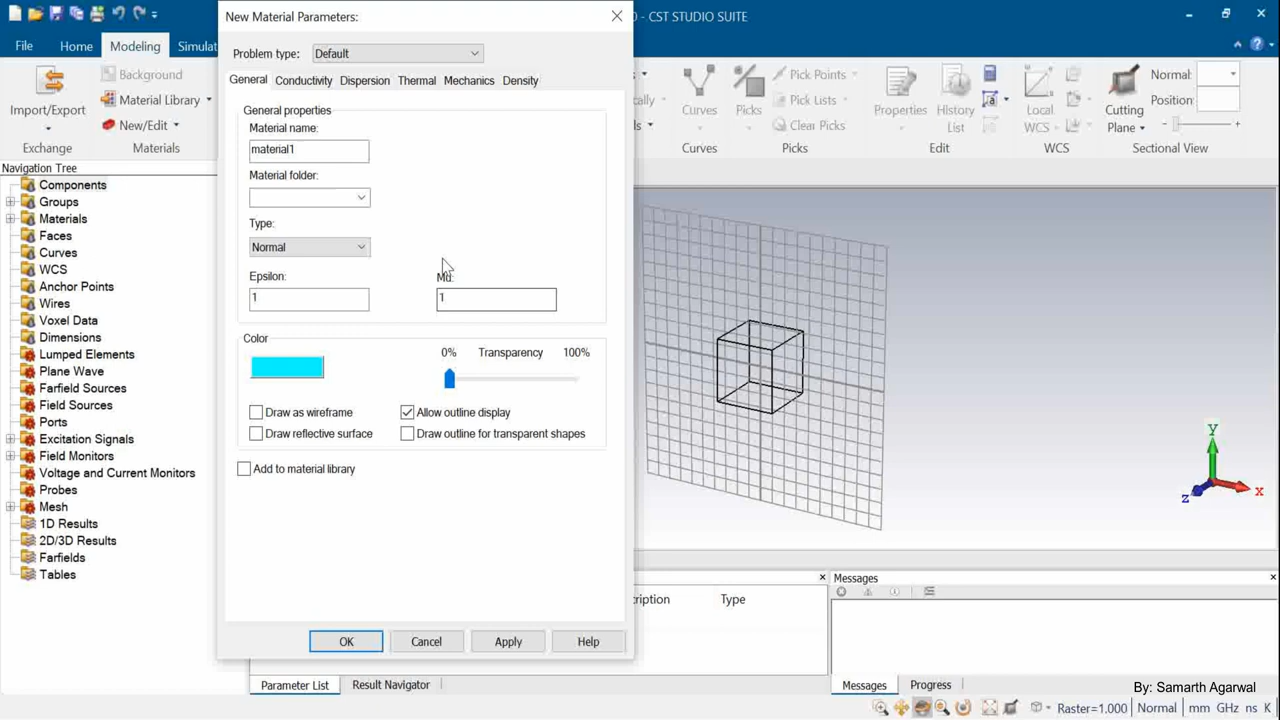 New Material Parameters:
0 - CST STUDIO SUITE
File
Home
Modeling
Simulat
Problem type:
Default
General
Conductivity
Dispersion
Thermal
Mechanics
Density
Import/Export
Exchange
Background
Material Library
New/Edit
Materials
Curves
Curves
Picks
Pick Points
Pick Lists
Clear Picks
Picks
Properties
History
List
Edit
Local
WCS
WCS
Cutting
Plane
Normal:
Position:
Sectional View
Navigation Tree
Components
Groups
Materials
Faces
Curves
WCS
Anchor Points
Wires
Voxel Data
Dimensions
Lumped Elements
Plane Wave
Farfield Sources
Field Sources
Ports
Excitation Signals
Field Monitors
Voltage and Current Monitors
Probes
Mesh
1D Results
2D/3D Results
Farfields
Tables
General properties
Material name:
material1
Material folder:
Type:
Normal
Epsilon:
1
Mu:
1
Color
0%
Transparency
100%
Draw as wireframe
Allow outline display
Draw reflective surface
Draw outline for transparent shapes
Add to material library
OK
Cancel
Apply
Help
y
x
z
cription
Type
Messages
Parameter List
Result Navigator
Messages
Progress
By: Samarth Agarwal
Raster=1.000
Normal
mm GHz ns K